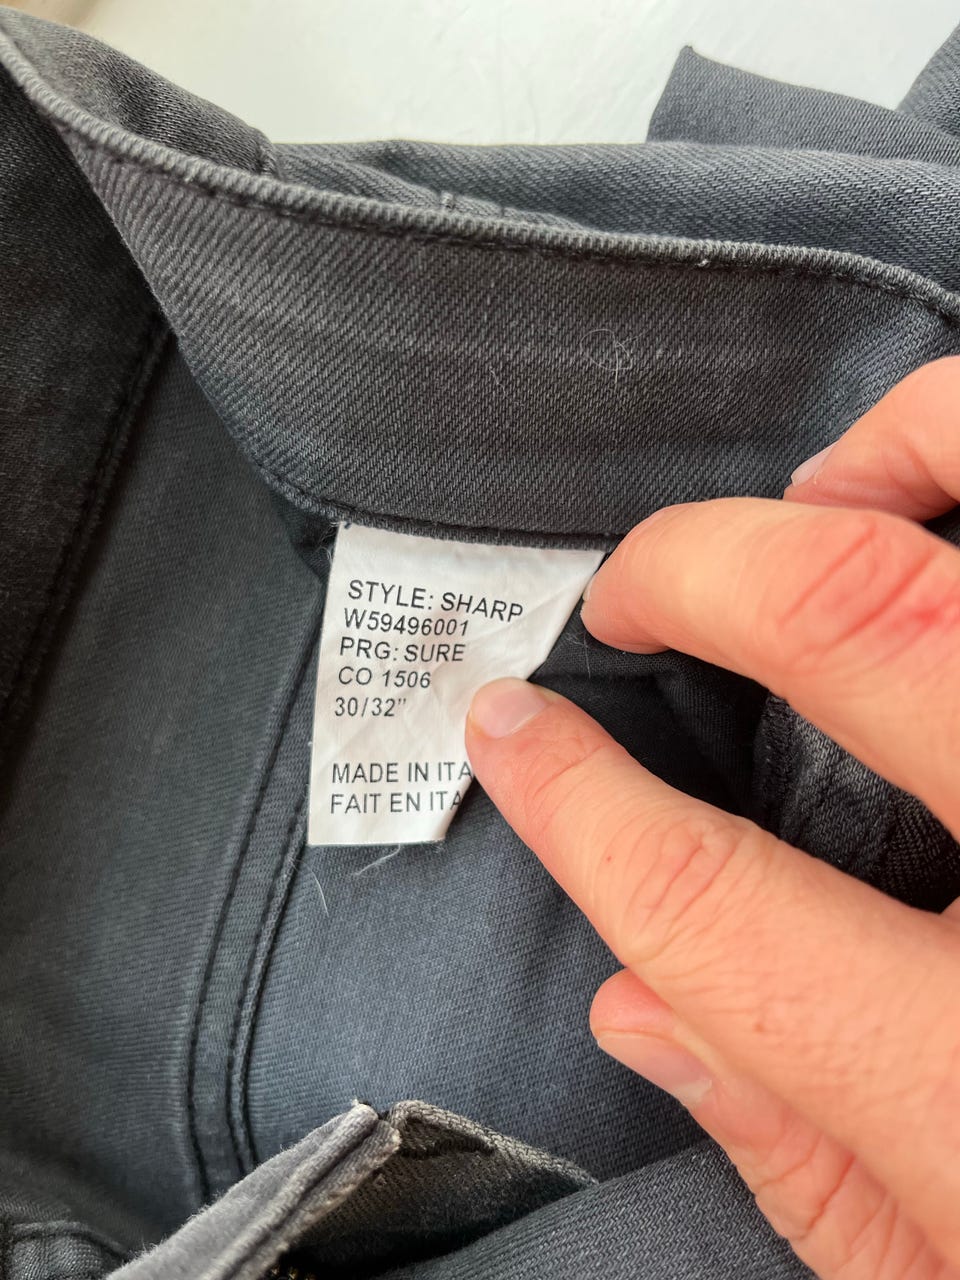 STYLE: SHARP
W59496001
PRG: SURE
CO 1506
30/32"
MADE IN ITA
FAIT EN ITA